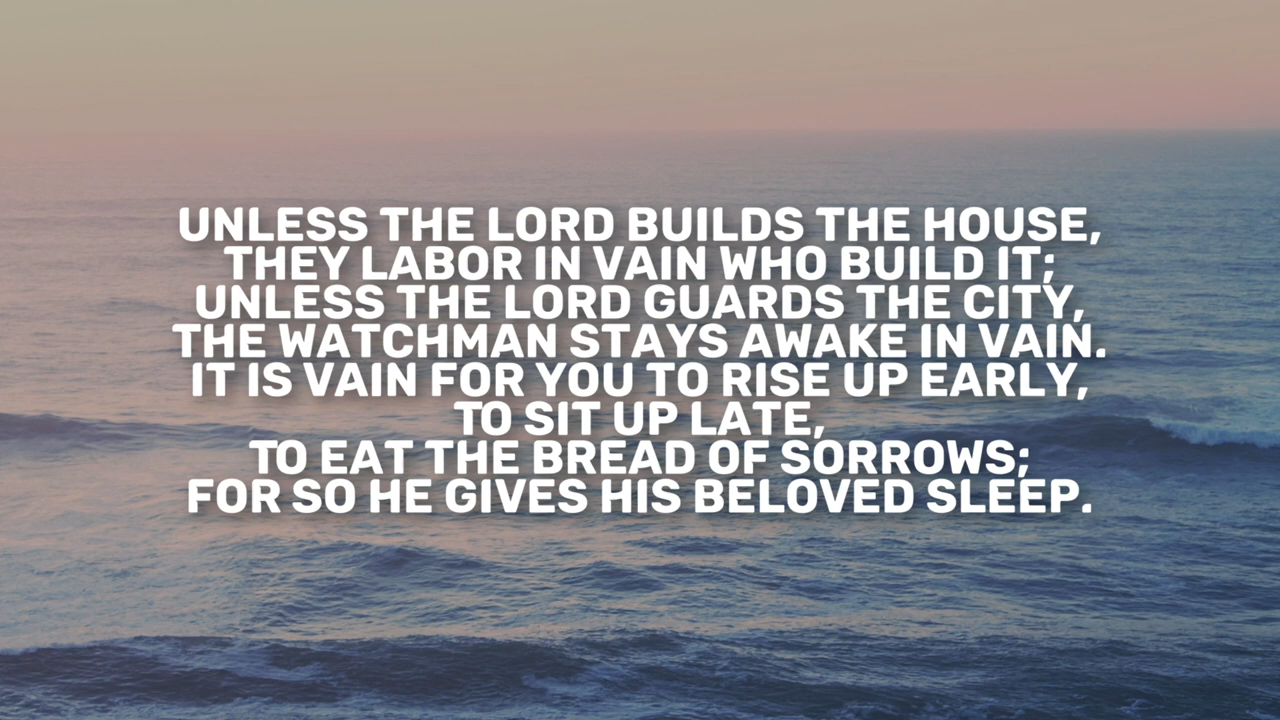 UNLESS THE LORD BUILDS THE HOUSE,
THEY LABOR IN VAIN WHO BUILD IT;
UNLESS THE LORD GUARDS THE CITY,
THE WATCHMAN STAYS AWAKE IN VAIN.
IT IS VAIN FOR YOU TO RISE UP EARLY,
TO SIT UP LATE,
TO EAT THE BREAD OF SORROWS;
FOR SO HE GIVES HIS BELOVED SLEEP.